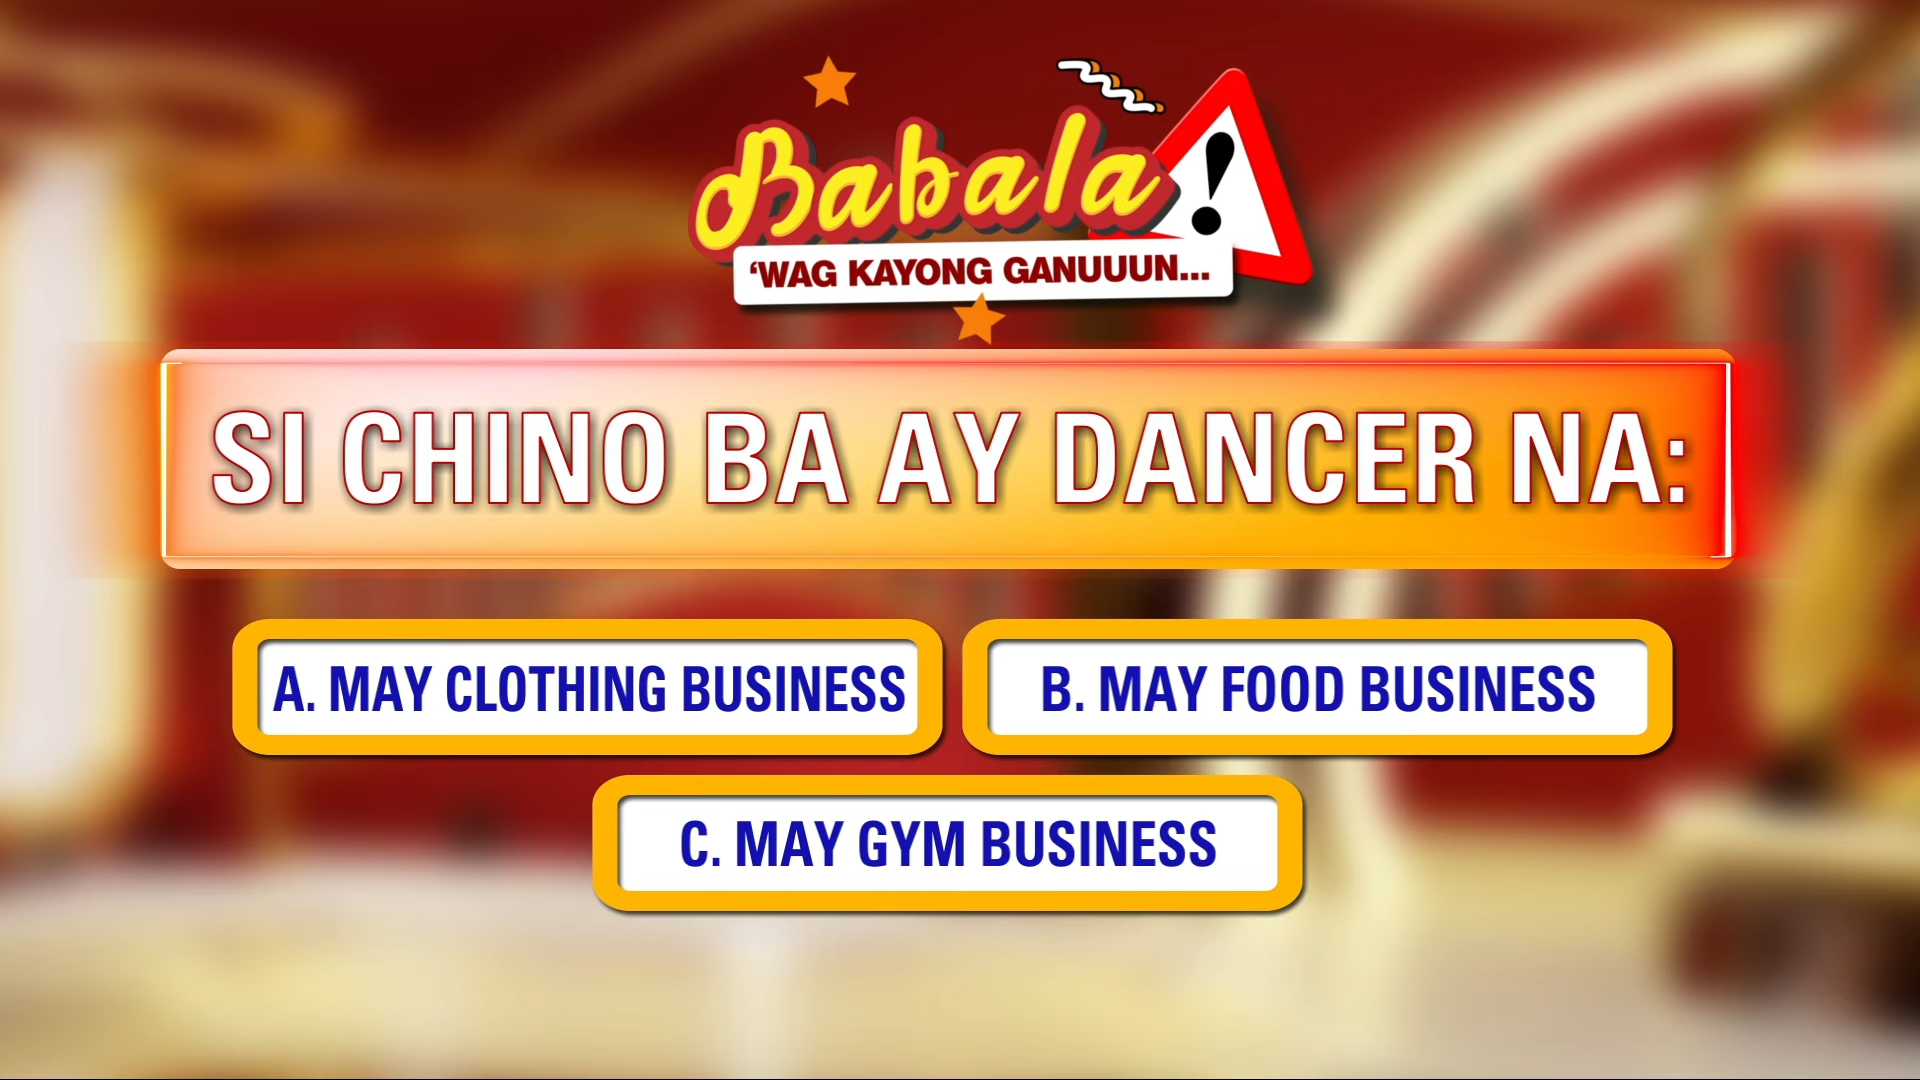 Babala
‘WAG KAYONG GANUUUN...
SI CHINO BA AY DANCER NA:
A. MAY CLOTHING BUSINESS
B. MAY FOOD BUSINESS
C. MAY GYM BUSINESS